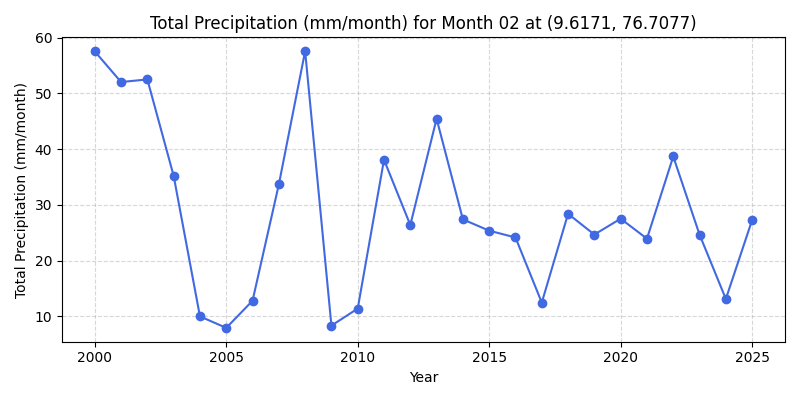 Total Precipitation (mm/month) for Month 02 at (9.6171, 76.7077)
Total Precipitation (mm/month)
60
50
40
30
20
10
2000 2005 2010 2015 2020 2025
Year